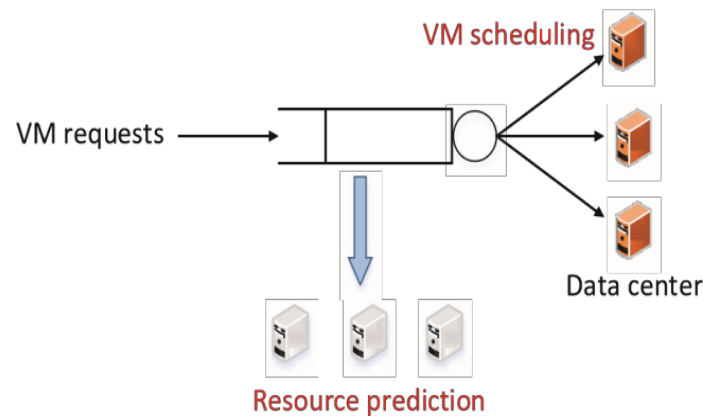 VM scheduling
VM requests
Data center
Resource prediction